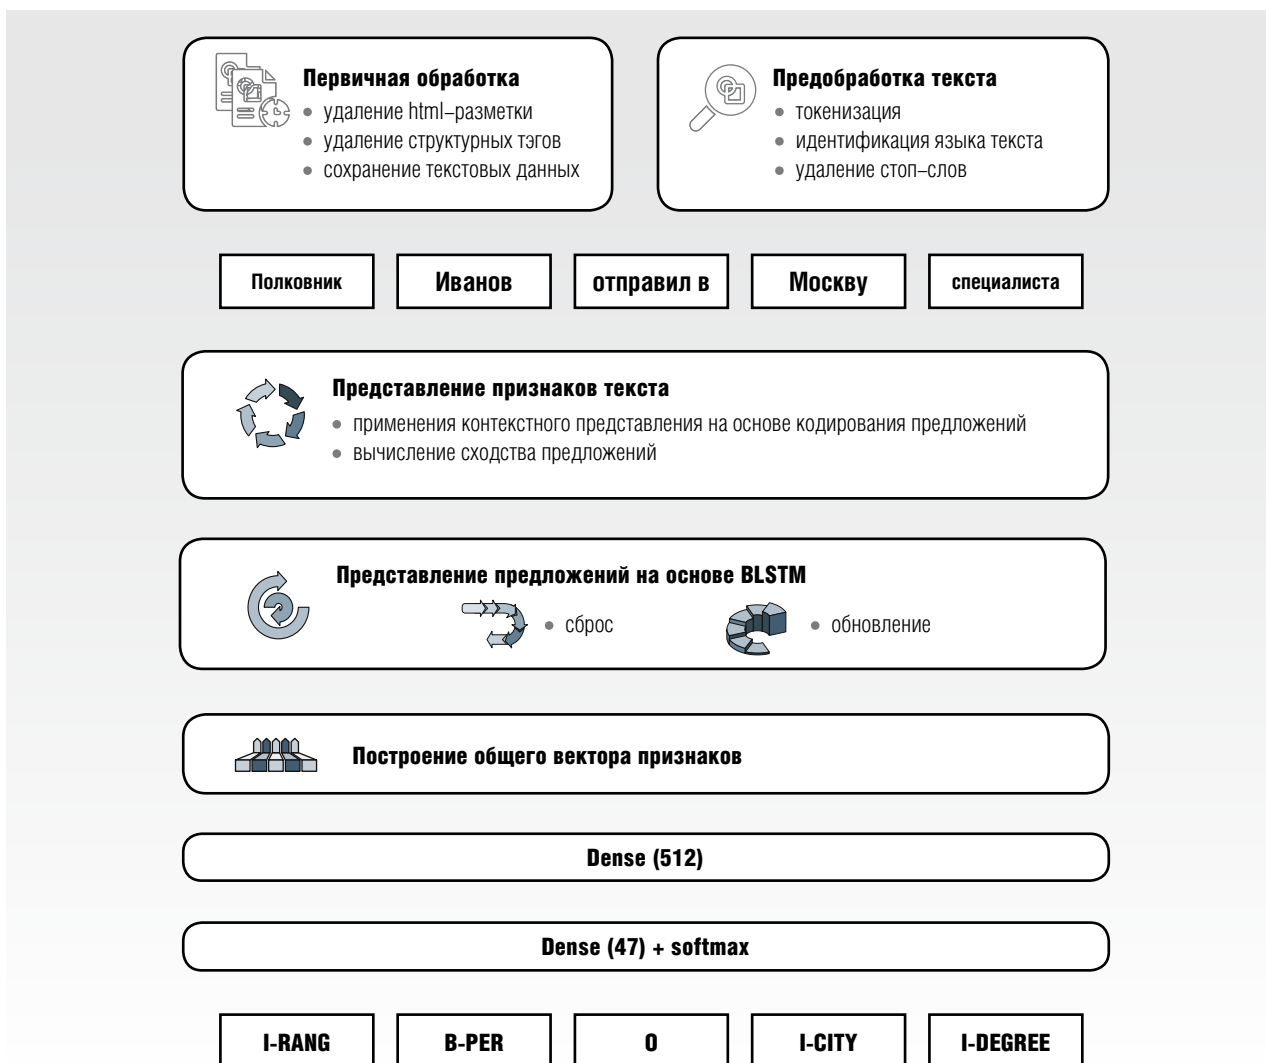 Первичная обработка
• удаление html–разметки
• удаление структурных тэгов
• сохранение текстовых данных
Предобработка текста
• токенизация
• идентификация языка текста
• удаление стоп–слов
Полковник
Иванов
отправил в
Москву
специалиста
Представление признаков текста
• применения контекстного представления на основе кодирования предложений
• вычисление сходства предложений
Представление предложений на основе BLSTM
• сброс
• обновление
Построение общего вектора признаков
Dense (512)
Dense (47) + softmax
I-RANG
B-PER
O
I-CITY
I-DEGREE